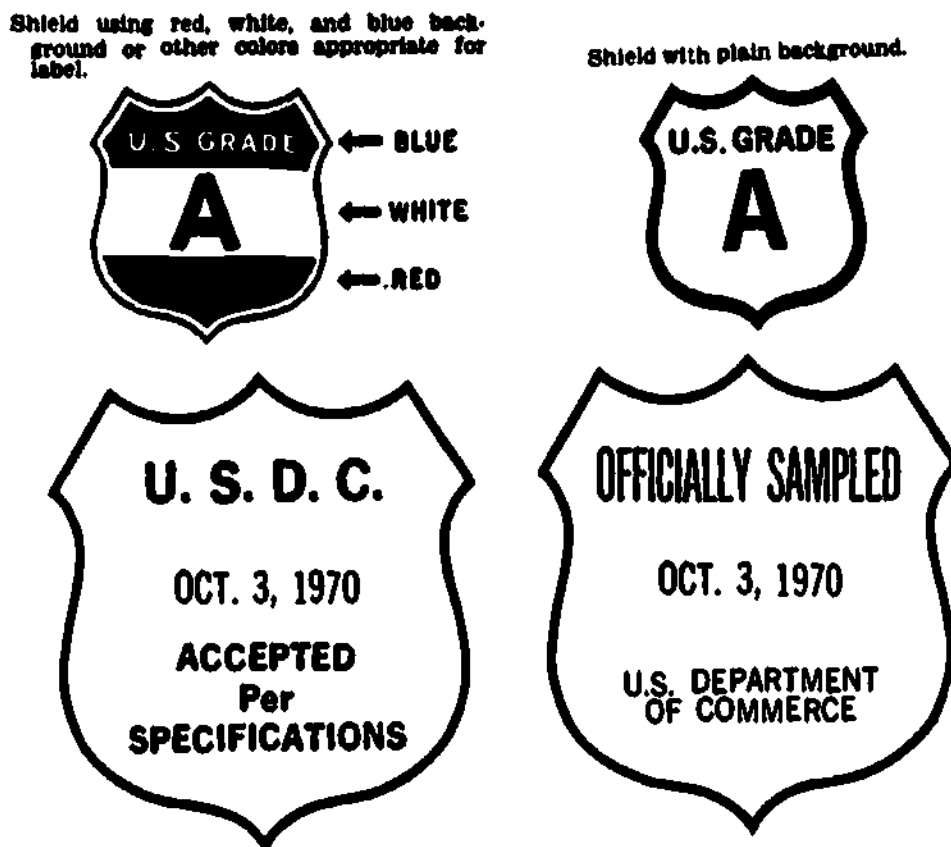 Shield using red, white, and blue back-
ground or other colors appropriate for
label.
U.S GRADE
A
BLUE
WHITE
RED
Shield with plain background.
U.S. GRADE
A
U. S. D. C.
OCT. 3, 1970
ACCEPTED
Per
SPECIFICATIONS
OFFICIALLY SAMPLED
OCT. 3, 1970
U.S. DEPARTMENT
OF COMMERCE